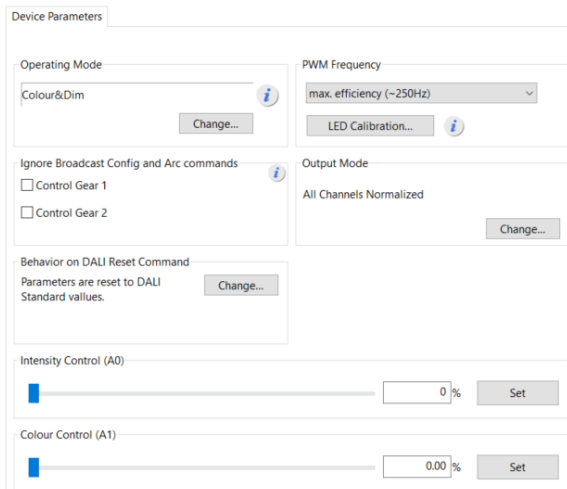 Device Parameters
Operating Mode
Colour&Dim
i
Change...
PWM Frequency
max. efficiency (~250Hz)
LED Calibration...
i
Ignore Broadcast Config and Arc commands
i
Control Gear 1
Control Gear 2
Output Mode
All Channels Normalized
Change...
Behavior on DALI Reset Command
Parameters are reset to DALI
Standard values.
Change...
Intensity Control (A0)
0 %
Set
Colour Control (A1)
0.00 %
Set